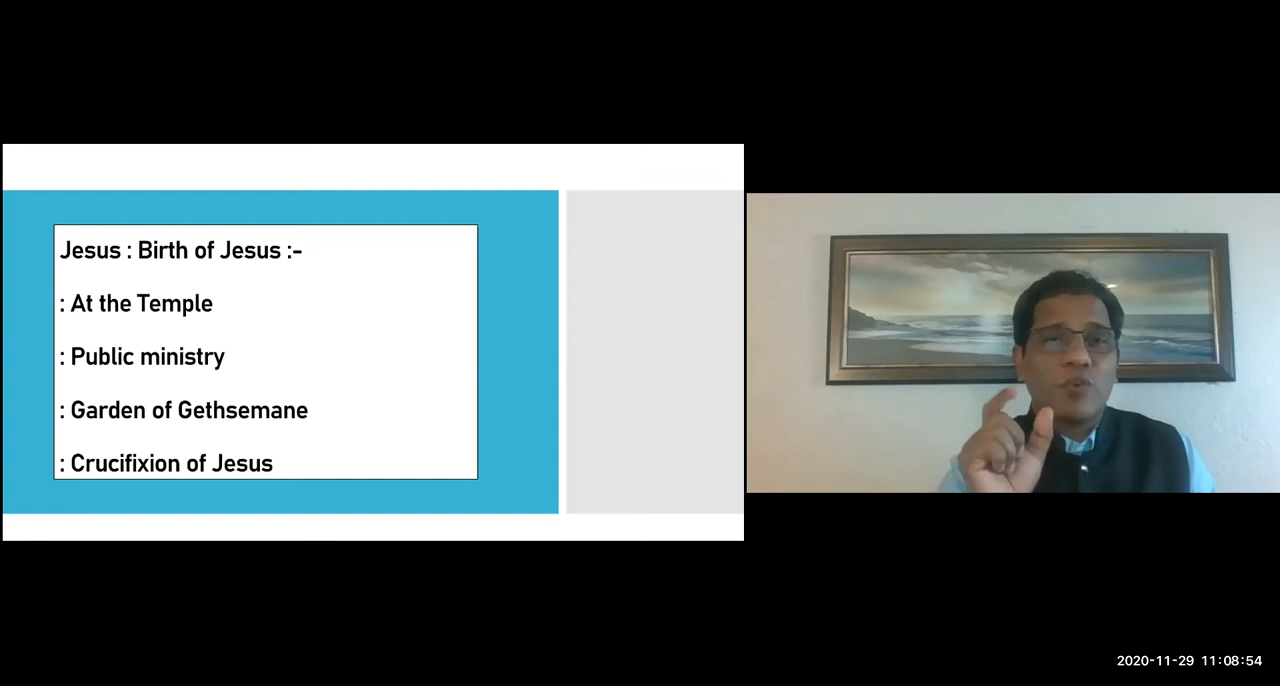 Jesus : Birth of Jesus :-
: At the Temple
: Public ministry
: Garden of Gethsemane
: Crucifixion of Jesus
2020-11-29 11:08:54